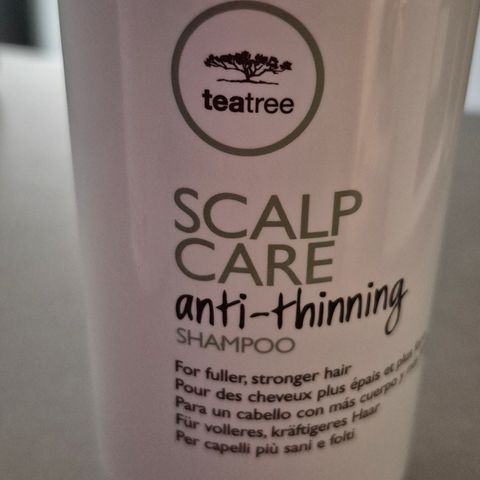 teatree
SCALP
CARE
anti-thinning
SHAMPOO
For fuller, stronger hair
Pour des cheveux plus épais et plus
Para un cabello con más cuerpo y
Für volleres, kräftigeres Haar
Per capelli più sani e folti